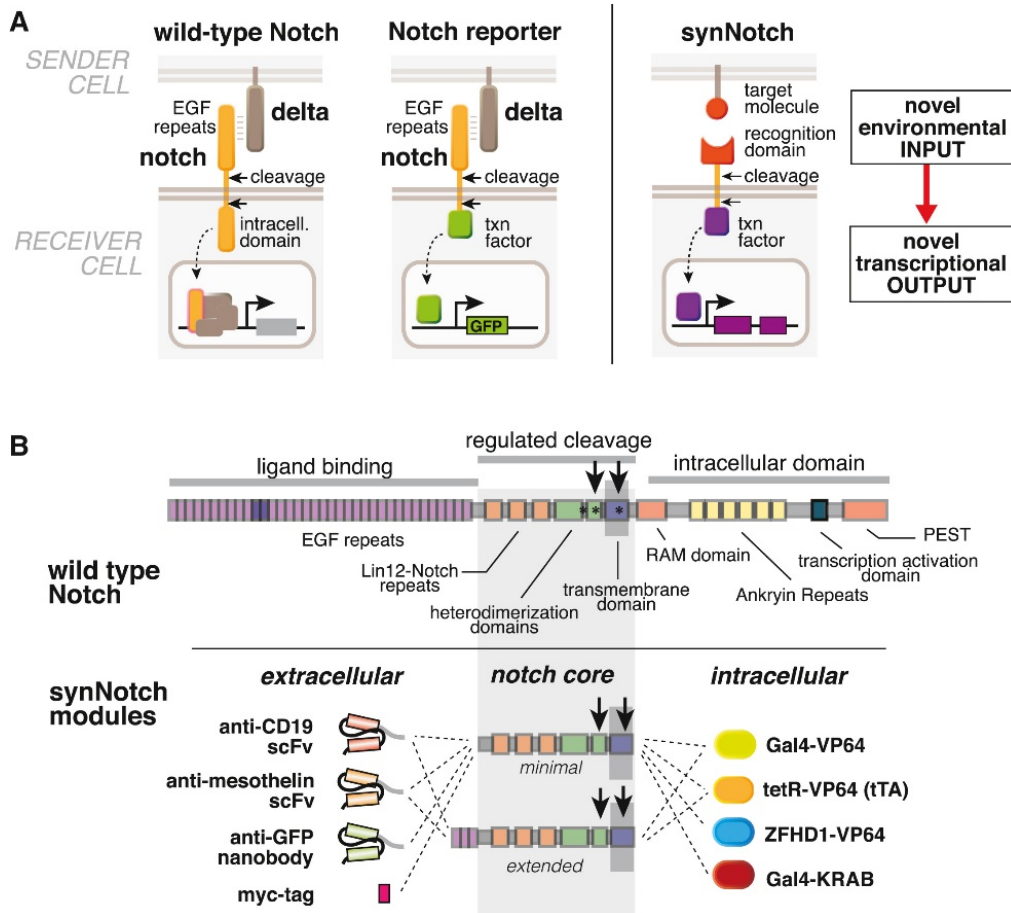 A
wild-type Notch
Notch reporter
synNotch
SENDER
CELL
EGF
repeats
delta
notch
cleavage
intracell.
domain
RECEIVER
CELL
EGF
repeats
delta
notch
cleavage
txn
factor
GFP
target
molecule
recognition
domain
cleavage
txn
factor
novel
environmental
INPUT
novel
transcriptional
OUTPUT
B
ligand binding
regulated cleavage
intracellular domain
* * *
EGF repeats
Lin12-Notch
repeats
heterodimerization
domains
transmembrane
domain
RAM domain
Ankryin Repeats
transcription activation
domain
PEST
wild type
Notch
synNotch
modules
extracellular
notch core
intracellular
anti-CD19
scFv
anti-mesothelin
scFv
anti-GFP
nanobody
myc-tag
minimal
extended
Gal4-VP64
tetR-VP64 (tTA)
ZFHD1-VP64
Gal4-KRAB